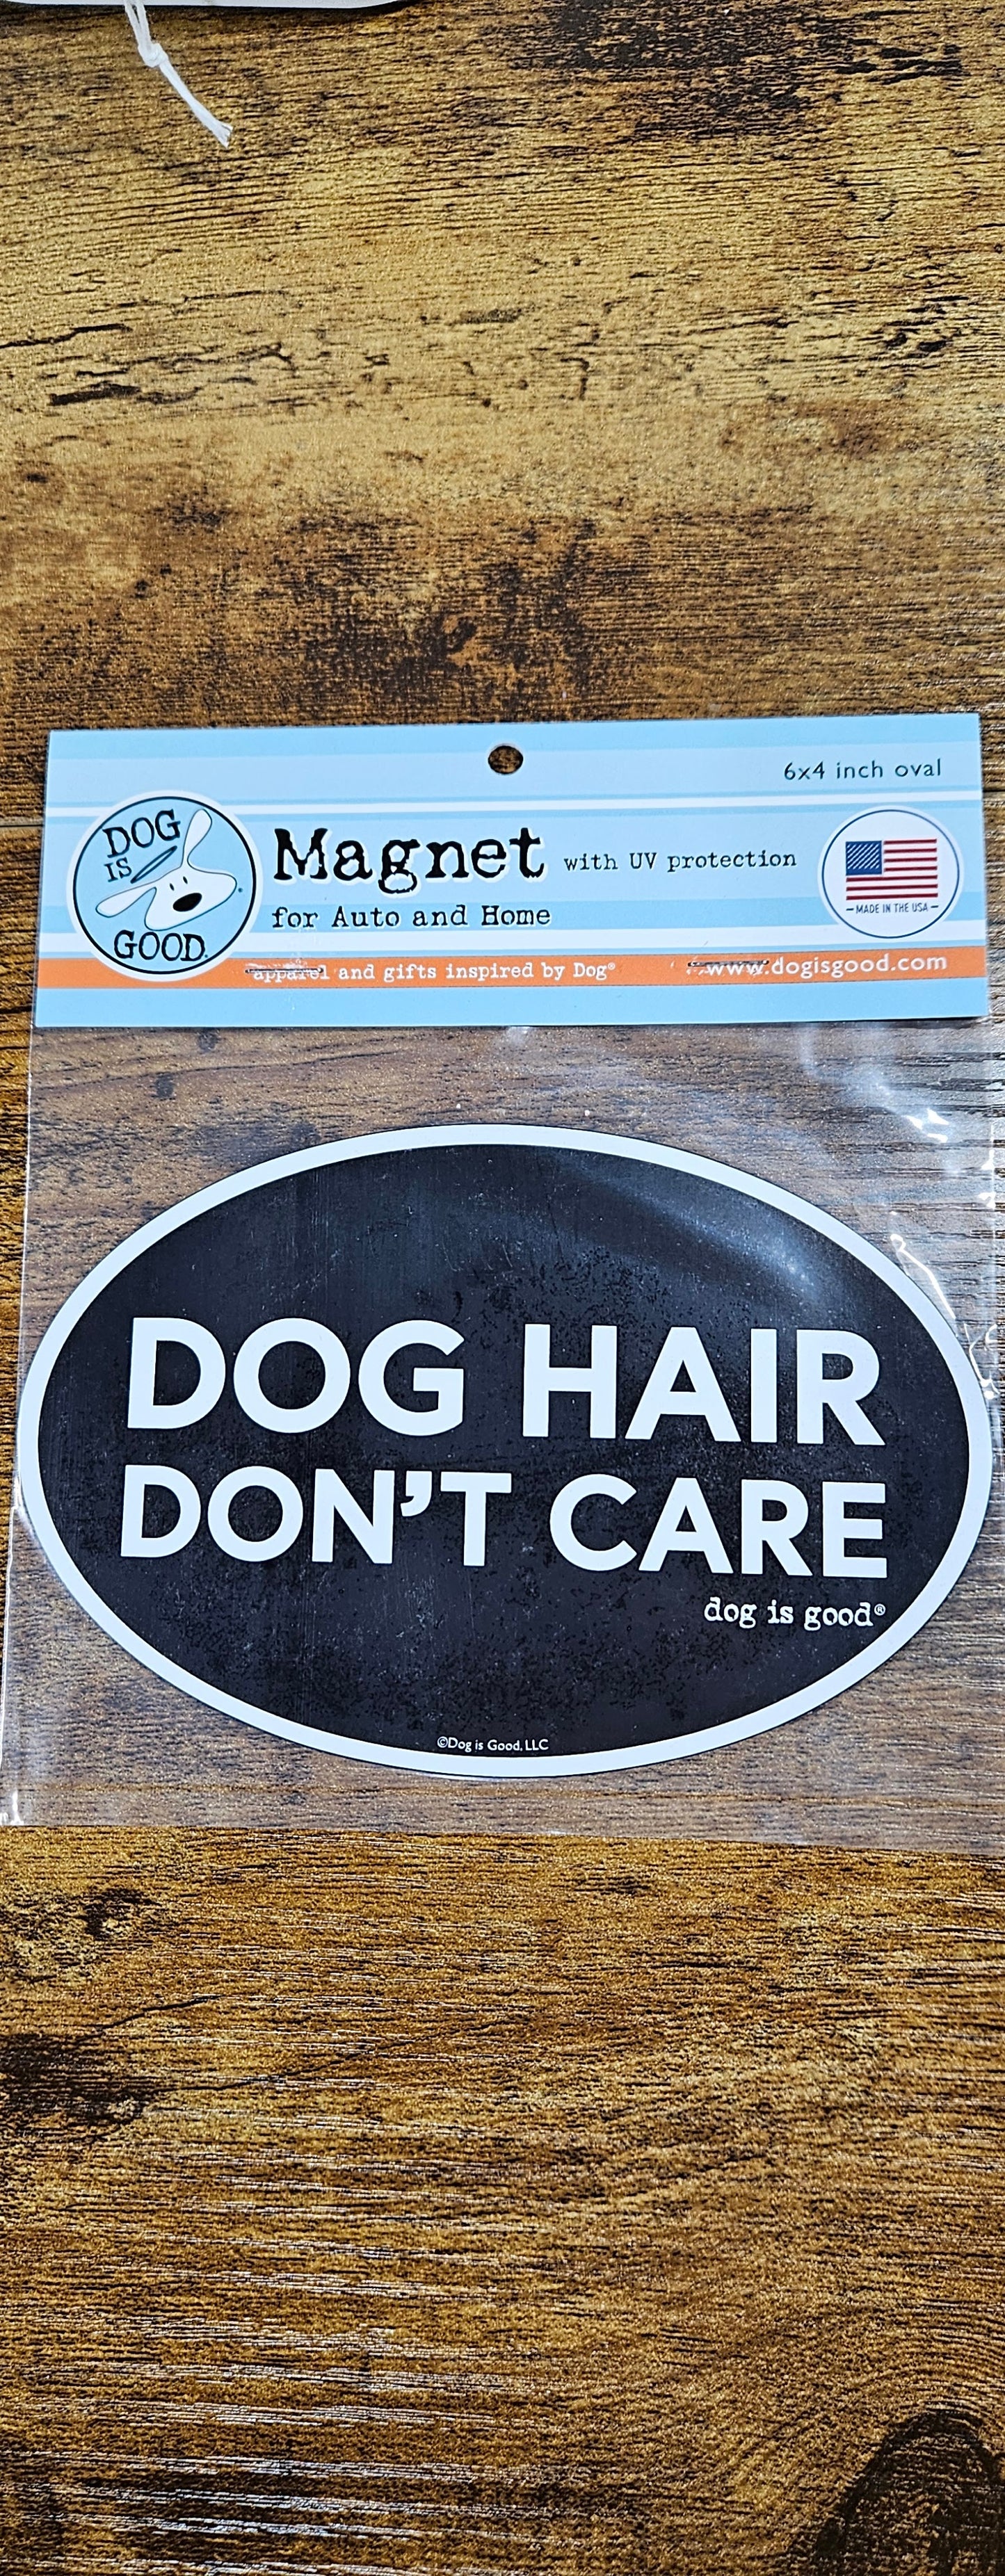 6x4 inch oval
DOG
IS
GOOD.
Magnet with UV protection
for Auto and Home
MADE IN THE USA
apparel and gifts inspired by Dog®
www.dogisgood.com
DOG HAIR
DON'T CARE
dog is good®
©Dog is Good, LLC